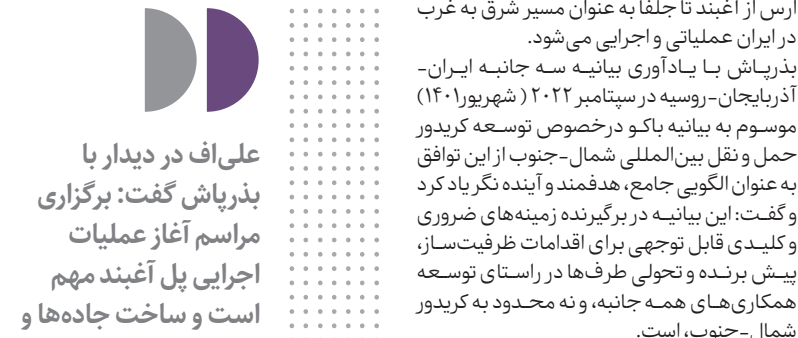 ارس از آغبند تا جلفا به عنوان مسیر شرق به غرب
در ایران عملیاتی و اجرایی می‌شود.
بذرپاش با یادآوری بیانیه سه جانبه ایران-
آذربایجان-روسیه در سپتامبر ۲۰۲۲ ( شهریور۱۴۰۱)
موسوم به بیانیه باکو درخصوص توسعه کریدور
حمل و نقل بین‌المللی شمال-جنوب از این توافق
به عنوان الگویی جامع، هدفمند و آینده نگر یاد کرد
و گفت: این بیانیه در برگیرنده زمینه‌های ضروری
و کلیدی قابل توجهی برای اقدامات ظرفیت‌ساز،
پیش برنده و تحولی طرف‌ها در راستای توسعه
همکاری‌های همه جانبه، و نه محدود به کریدور
شمال-جنوب، است.
علی‌اف در دیدار با
بذرپاش گفت: برگزاری
مراسم آغاز عملیات
اجرایی پل آغبند مهم
است و ساخت جاده‌ها و